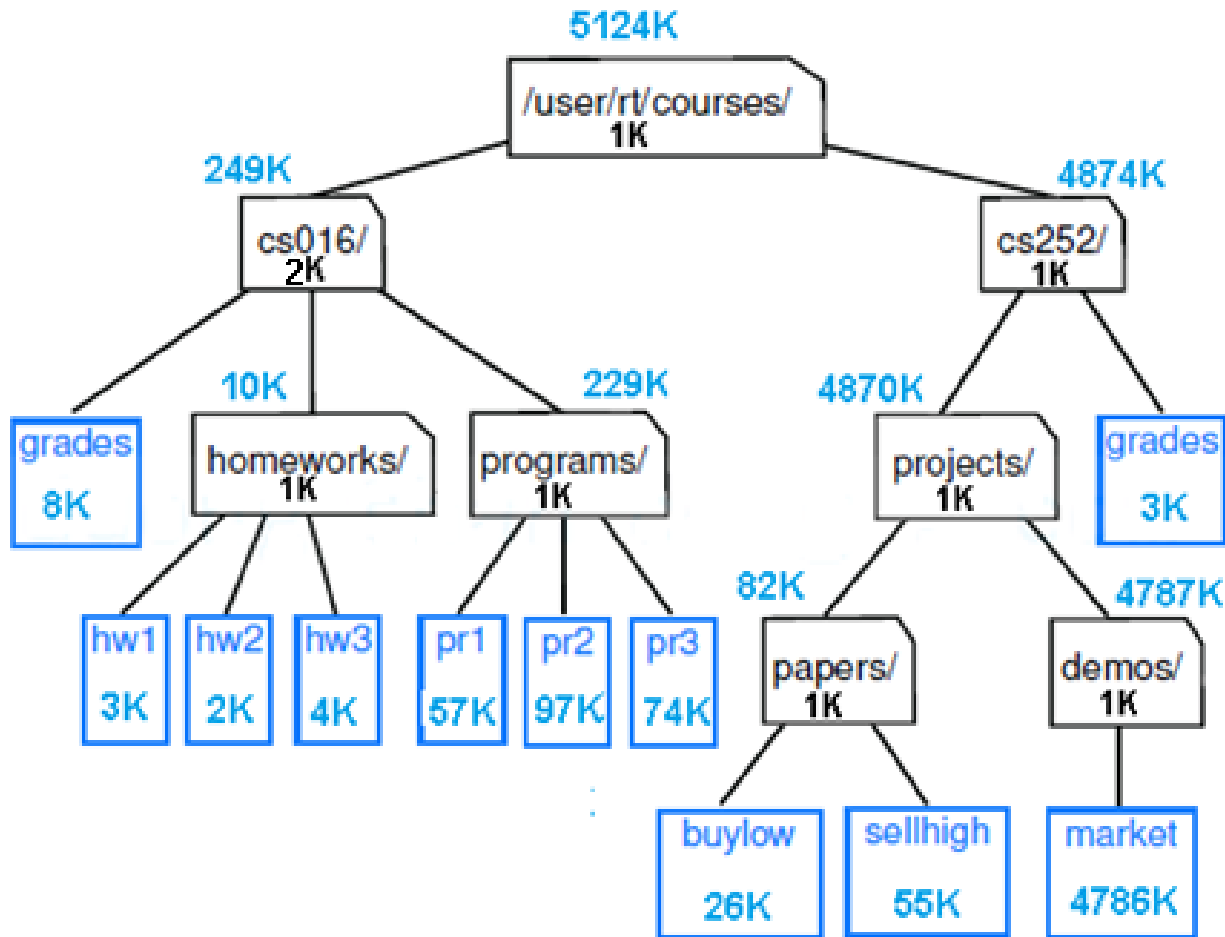 5124K
/user/rt/courses/
1K
249K
4874K
cs016/
2K
cs252/
1K
10K
229K
4870K
grades
8K
homeworks/
1K
programs/
1K
projects/
1K
grades
3K
82K
4787K
hw1
3K
hw2
2K
hw3
4K
pr1
57K
pr2
97K
pr3
74K
papers/
1K
demos/
1K
buylow
26K
sellhigh
55K
market
4786K